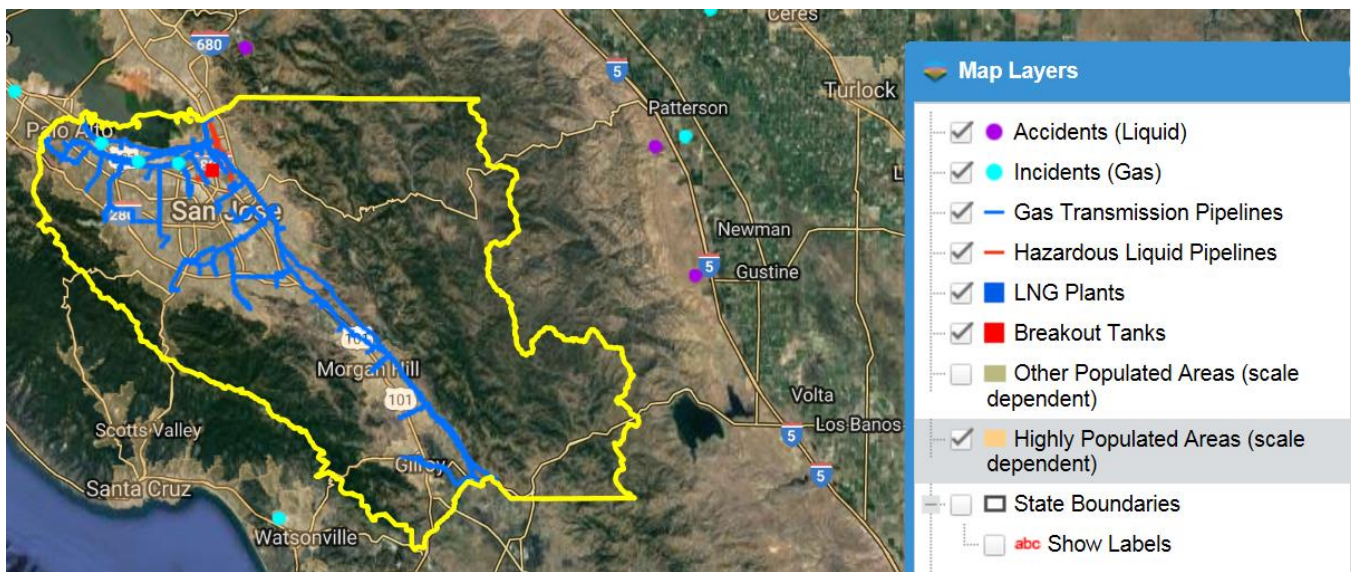 Ceres
680
5
Turlock
Patterson
Palo Alto
280
San Jose
Newman
5
Gustine
101
Morgan Hill
101
Volta
Los Banos
5
Scotts Valley
Gilroy
5
Santa Cruz
Watsonville
Map Layers
Accidents (Liquid)
Incidents (Gas)
Gas Transmission Pipelines
Hazardous Liquid Pipelines
LNG Plants
Breakout Tanks
Other Populated Areas (scale
dependent)
Highly Populated Areas (scale
dependent)
State Boundaries
abc Show Labels